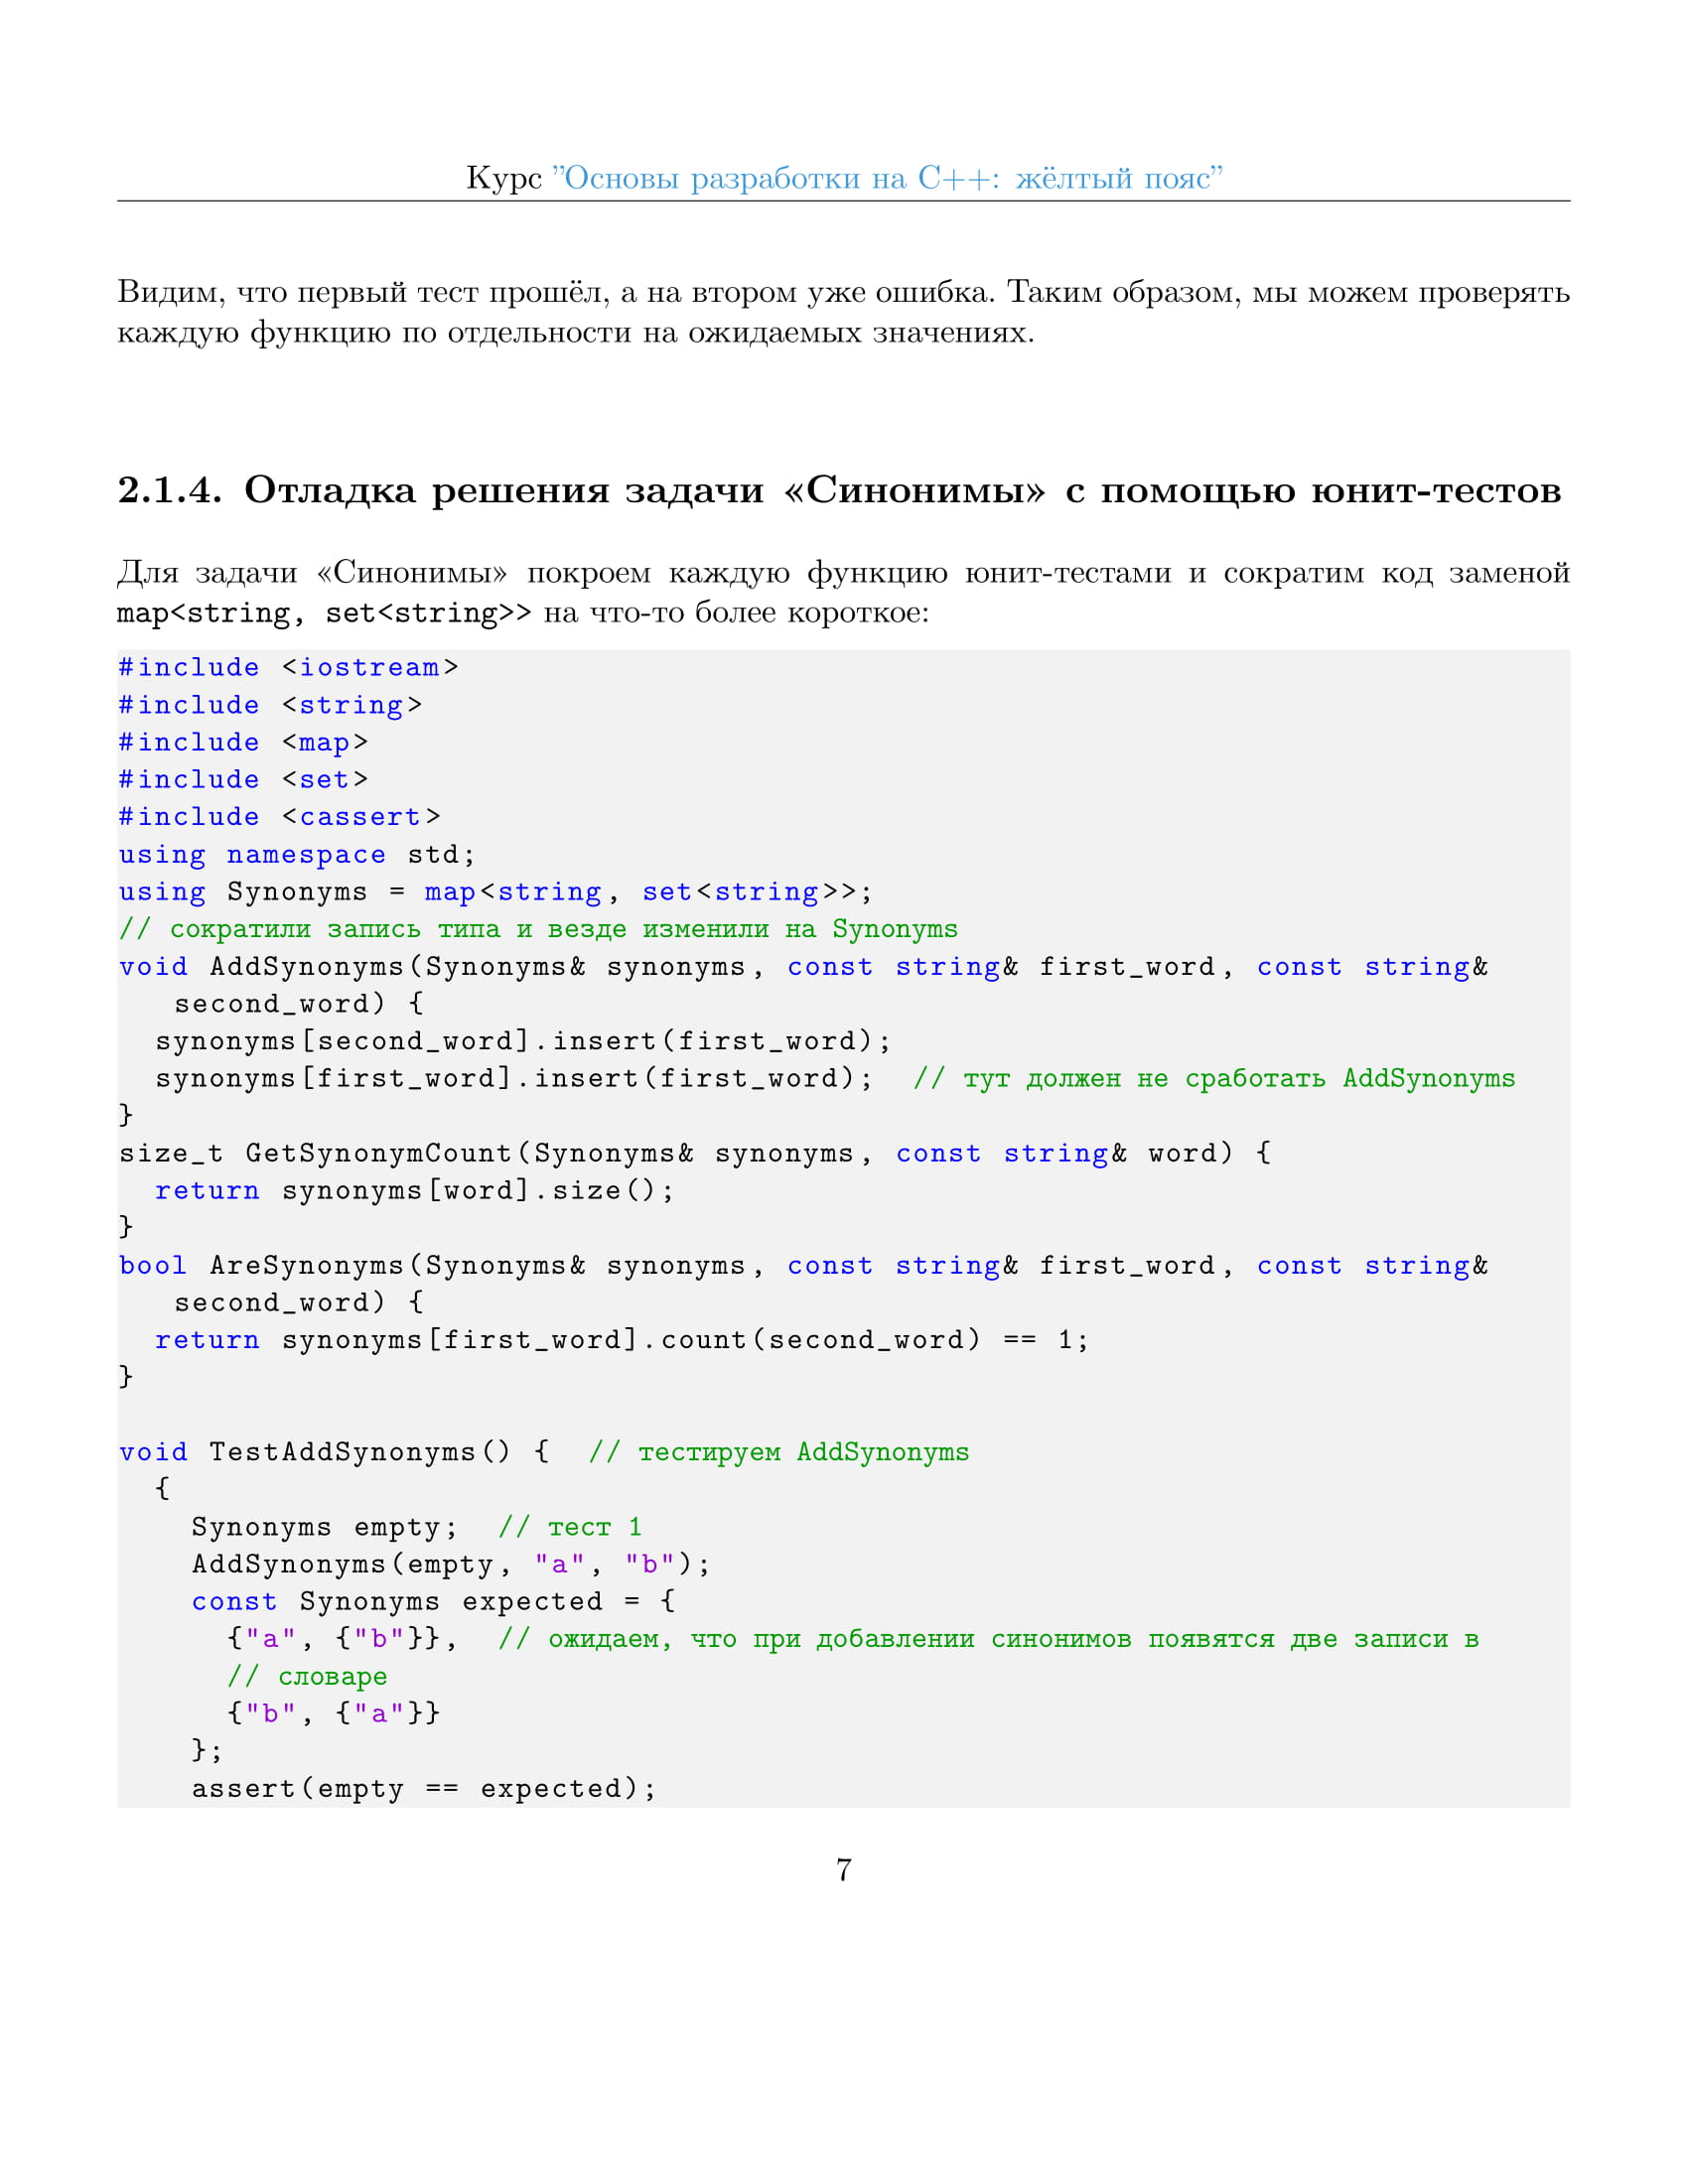 Курс ”Основы разработки на C++: жёлтый пояс”
Видим, что первый тест прошёл, а на втором уже ошибка. Таким образом, мы можем проверять
каждую функцию по отдельности на ожидаемых значениях.
2.1.4. Отладка решения задачи «Синонимы» с помощью юнит-тестов
Для задачи «Синонимы» покроем каждую функцию юнит-тестами и сократим код заменой
map<string, set<string>> на что-то более короткое:
#include <iostream>
#include <string>
#include <map>
#include <set>
#include <cassert>
using namespace std;
using Synonyms = map<string, set<string>>;
// сократили запись типа и везде изменили на Synonyms
void AddSynonyms(Synonyms& synonyms, const string& first_word, const string&
   second_word) {
  synonyms[second_word].insert(first_word);
  synonyms[first_word].insert(first_word);  // тут должен не сработать AddSynonyms
}
size_t GetSynonymCount(Synonyms& synonyms, const string& word) {
  return synonyms[word].size();
}
bool AreSynonyms(Synonyms& synonyms, const string& first_word, const string&
   second_word) {
  return synonyms[first_word].count(second_word) == 1;
}
void TestAddSynonyms() {  // тестируем AddSynonyms
  {
    Synonyms empty;  // тест 1
    AddSynonyms(empty, "a", "b");
    const Synonyms expected = {
      {"a", {"b"}},  // ожидаем, что при добавлении синонимов появятся две записи в
      // словаре
      {"b", {"a"}}
    };
    assert(empty == expected);
7